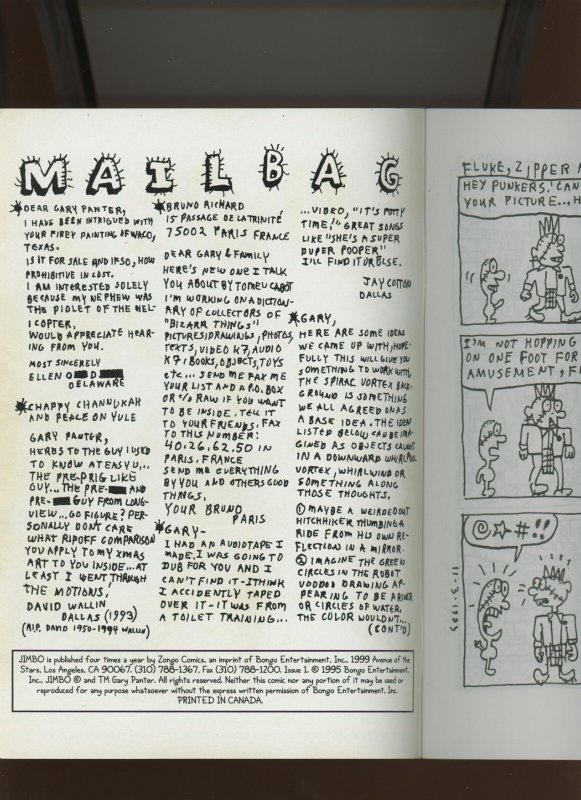 MAILBAG
DEAR GARY PANTER,
I HAVE BEEN INTRIGUED WITH
YOUR FIREY PAINTING OF WACO,
TEXAS.
IS IT FOR SALE AND IF SO, HOW
PROHIBITIVE IN COST.
I AM INTERESTED SOLELY
BECAUSE MY NEPHEW WAS
THE PIOLET OF THE HEL-
ICOPTER,
WOULD APPRECIATE HEAR-
ING FROM YOU.
MOST SINCERELY
ELLEN O D
DELAWARE
CHAPPY CHANNUKAH
AND PEACE ON YULE
GARY PANTER,
HERBS TO THE GUY I USED
TO KNOW AT EASY U...
THE PRE-PRIG LIKE
GUY... THE PRE- AND
PRE- GUY FROM LONG-
VIEW...GO FIGURE? PER-
SONALLY DON'T CARE
WHAT RIPOFF COMPARISON
YOU APPLY TO MY XMAS
ART TO YOU INSIDE...AT
LEAST I WENT THROUGH
THE MOTIONS,
DAVID WALLIN
DALLAS (1993)
(R.I.P. DAVID 1950-1994 WALLIN)
BRUNO RICHARD
15 PASSAGE DE LA TRINITÉ
75002 PARIS FRANCE
DEAR GARY & FAMILY
HERE'S NEW ONE I TALK
YOU ABOUT BY TOMEU CABOT
I'M WORKING ON A DICTION-
ARY OF COLLECTORS OF
"BIZARR THINGS"
PICTURES, DRAWINGS, PHOTOS,
TEXTS, VIDEO K7, AUDIO
K7, BOOKS, OBJECTS, TOYS
ETC... SEND ME FAX ME
YOUR LIST AND A P.O. BOX
OR % RAW IF YOU WANT
TO BE INSIDE. TELL IT
TO YOUR FRIENDS, FAX
TO THIS NUMBER:
40.26.62.50 IN
PARIS. FRANCE
SEND ME EVERYTHING
BY YOU AND OTHERS GOOD
THINGS,
YOUR BRUNO
PARIS
GARY-
I HAD AN AUDIOTAPE I
MADE. I WAS GOING TO
DUB FOR YOU AND I
CAN'T FIND IT-I THINK
I ACCIDENTLY TAPED
OVER IT-IT WAS FROM
A TOILET TRAINING...
...VIDEO, "IT'S POTTY
TIME." GREAT SONGS
LIKE "SHE'S A SUPER
DUPER POOPER"
I'LL FIND IT OR ELSE.
JAY COTTON
DALLAS
GARY,
HERE ARE SOME IDEAS
WE CAME UP WITH, HOPE-
FULLY THIS WILL GIVE YOU
SOMETHING TO WORK WITH,
THE SPIRAL VORTEX BACK-
GROUND IS SOMETHING
WE ALL AGREED ON AS
A BASE IDEA. THE IDEAS
LISTED BELOW CAN BE IMA-
GINED AS OBJECTS CAUGHT
IN A DOWNWARD WHIRLPOOL
VORTEX, WHIRLWIND OR
SOMETHING ALONG
THOSE THOUGHTS.
① MAYBE A WEIRDED OUT
HITCHHIKER THUMBING A
RIDE FROM HIS OWN RE-
FLECTION IN A MIRROR.
② IMAGINE THE GREEN
CIRCLES IN THE ROBOT
VOODOO DRAWING AP-
PEARING TO BE A RIVER
OR CIRCLES OF WATER,
THE COLOR WOULDN'T...
(CONT'D)
JIMBO is published four times a year by Zongo Comics, an imprint of Bongo Entertainment, Inc., 1999 Avenue of the
Stars, Los Angeles, CA 90067. (310) 788-1367, Fax (310) 788-1200. Issue 1. © 1995 Bongo Entertainment,
Inc., JIMBO © and TM Gary Panter. All rights reserved. Neither this comic nor any portion of it may be used or
reproduced for any purpose whatsoever without the express written permission of Bongo Entertainment, Inc
PRINTED IN CANADA.
FLUKE, ZIPPER
HEY PUNKERS! CAN
YOUR PICTURE...
I'M NOT HOPPING
ON ONE FOOT FOR
AMUSEMENT,
@☆#!!
11-3-1993